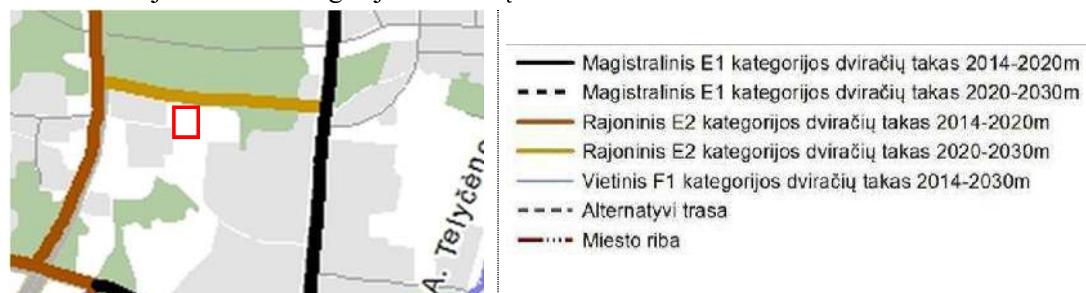 A. Telyčėno
Magistralinis E1 kategorijos dviračių takas 2014-2020m
Magistralinis E1 kategorijos dviračių takas 2020-2030m
Rajoninis E2 kategorijos dviračių takas 2014-2020m
Rajoninis E2 kategorijos dviračių takas 2020-2030m
Vietinis F1 kategorijos dviračių takas 2014-2030m
Alternatyvi trasa
Miesto riba